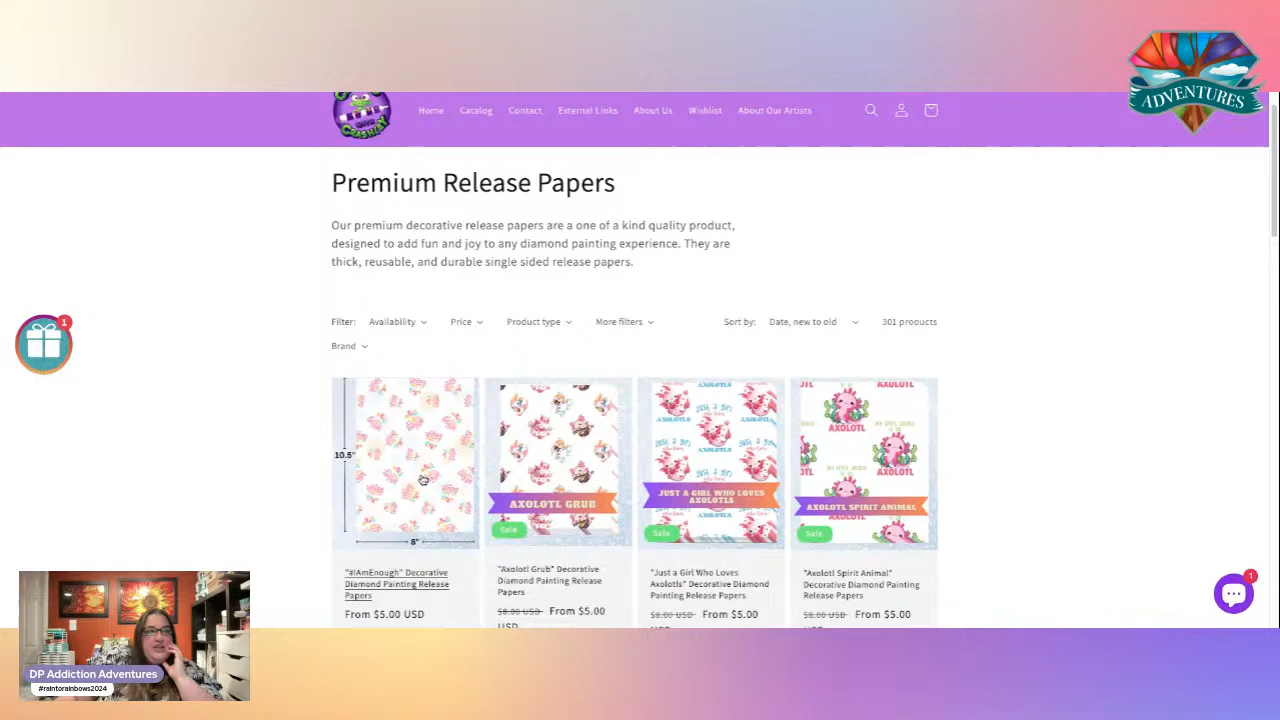 ADVENTURES
CRASHLEY
Home Catalog Contact External Links About Us Wishlist About Our Artists
Premium Release Papers
Our premium decorative release papers are a one of a kind quality product,
designed to add fun and joy to any diamond painting experience. They are
thick, reusable, and durable single sided release papers.
Filter: Availability Price Product type More filters Sort by: Date, new to old 301 products
Brand
1
10.5"
8"
AXOLOTL GRUB
Sale
JUST A GIRL WHO LOVES
AXOLOTLS
Sale
AXOLOTL
AXOLOTL SPIRIT ANIMAL
Sale
"#IAmEnough" Decorative
Diamond Painting Release
Papers
From $5.00 USD
"Axolotl Grub" Decorative
Diamond Painting Release
Papers
$8.00 USD From $5.00
USD
"Just a Girl Who Loves
Axolotls" Decorative Diamond
Painting Release Papers
$8.00 USD From $5.00
"Axolotl Spirit Animal"
Decorative Diamond Painting
Release Papers
$8.00 USD From $5.00
1
DP Addiction Adventures
#raintorainbows2024